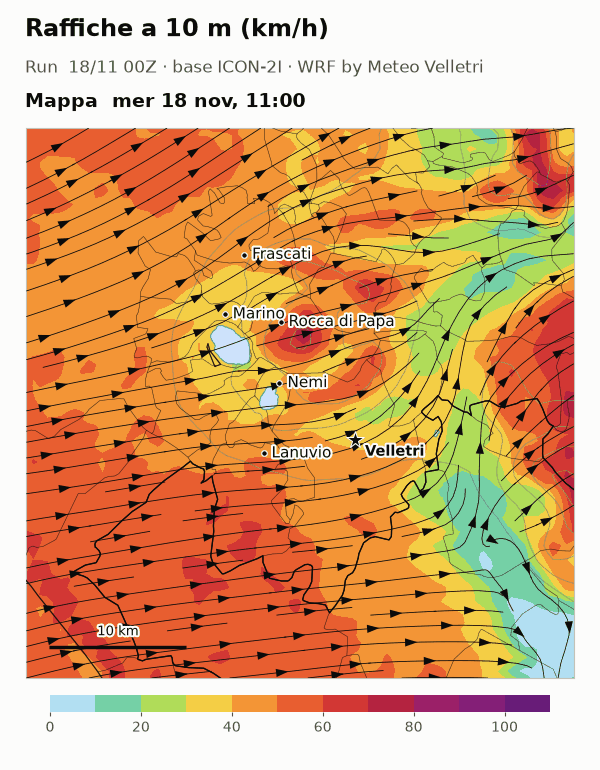 Raffiche a 10 m (km/h)
Run  18/11 00Z · base ICON-2I · WRF by Meteo Velletri
Mappa  mer 18 nov, 11:00
Frascati
Marino
Rocca di Papa
Nemi
Velletri
Lanuvio
10 km
0 20 40 60 80 100